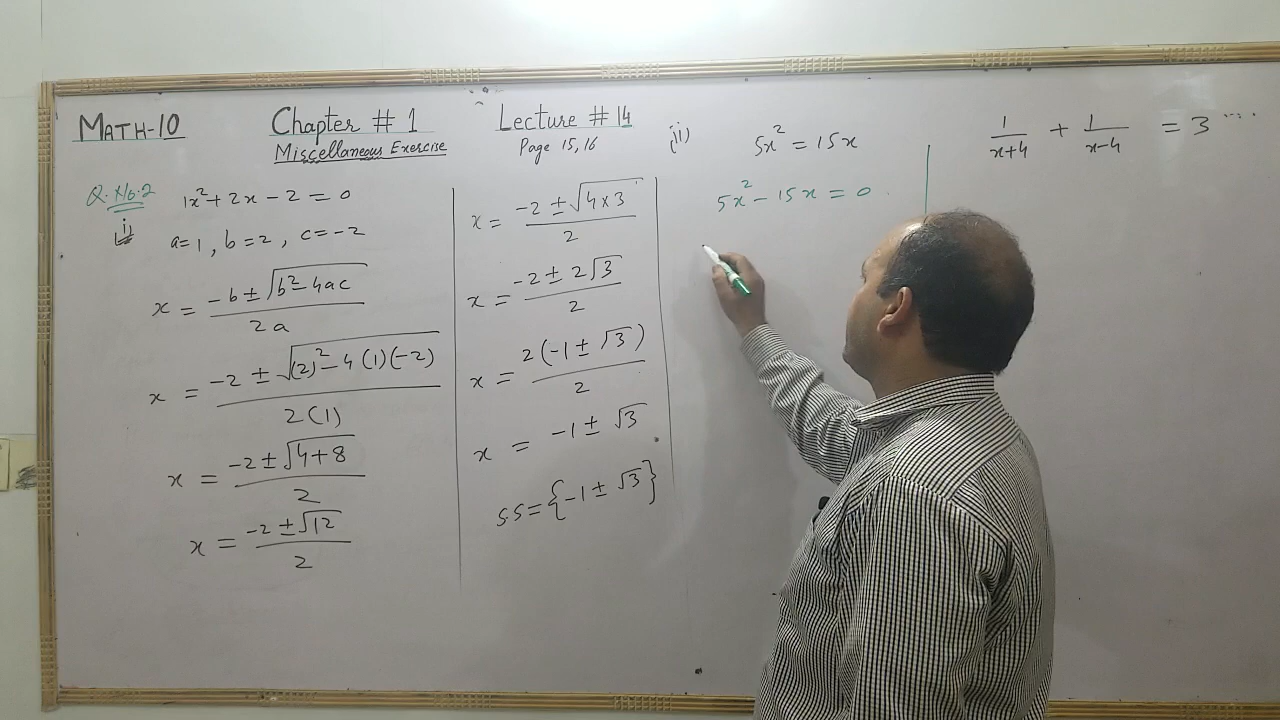 MATH-10
Chapter # 1
Lecture # 14
Miscellaneous Exercise
Page 15, 16
Q.No.2
i)
1x² + 2x - 2 = 0
a=1, b=2, c=-2
x = (-b ± √(b² - 4ac)) / 2a
x = (-2 ± √((2)² - 4(1)(-2))) / 2(1)
x = (-2 ± √(4+8)) / 2
x = (-2 ± √12) / 2
x = (-2 ± √(4×3)) / 2
x = (-2 ± 2√3) / 2
x = 2(-1 ± √3) / 2
x = -1 ± √3
S.S = {-1 ± √3}
ii)
5x² = 15x
5x² - 15x = 0
1/(x+4) + 1/(x-4) = 3 ....